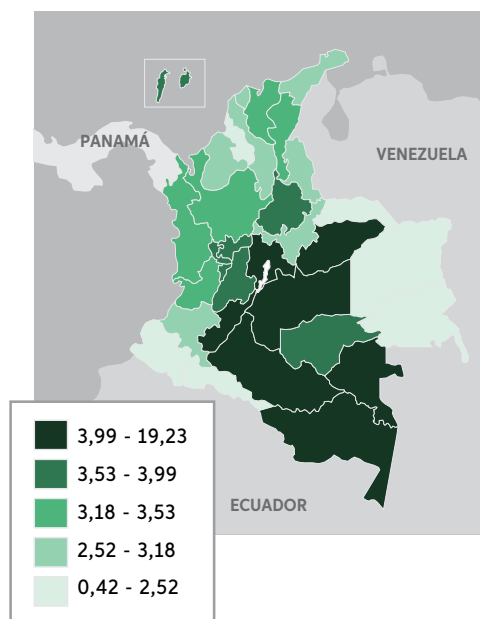 PANAMÁ
VENEZUELA
3,99 - 19,23
3,53 - 3,99
3,18 - 3,53
2,52 - 3,18
0,42 - 2,52
ECUADOR